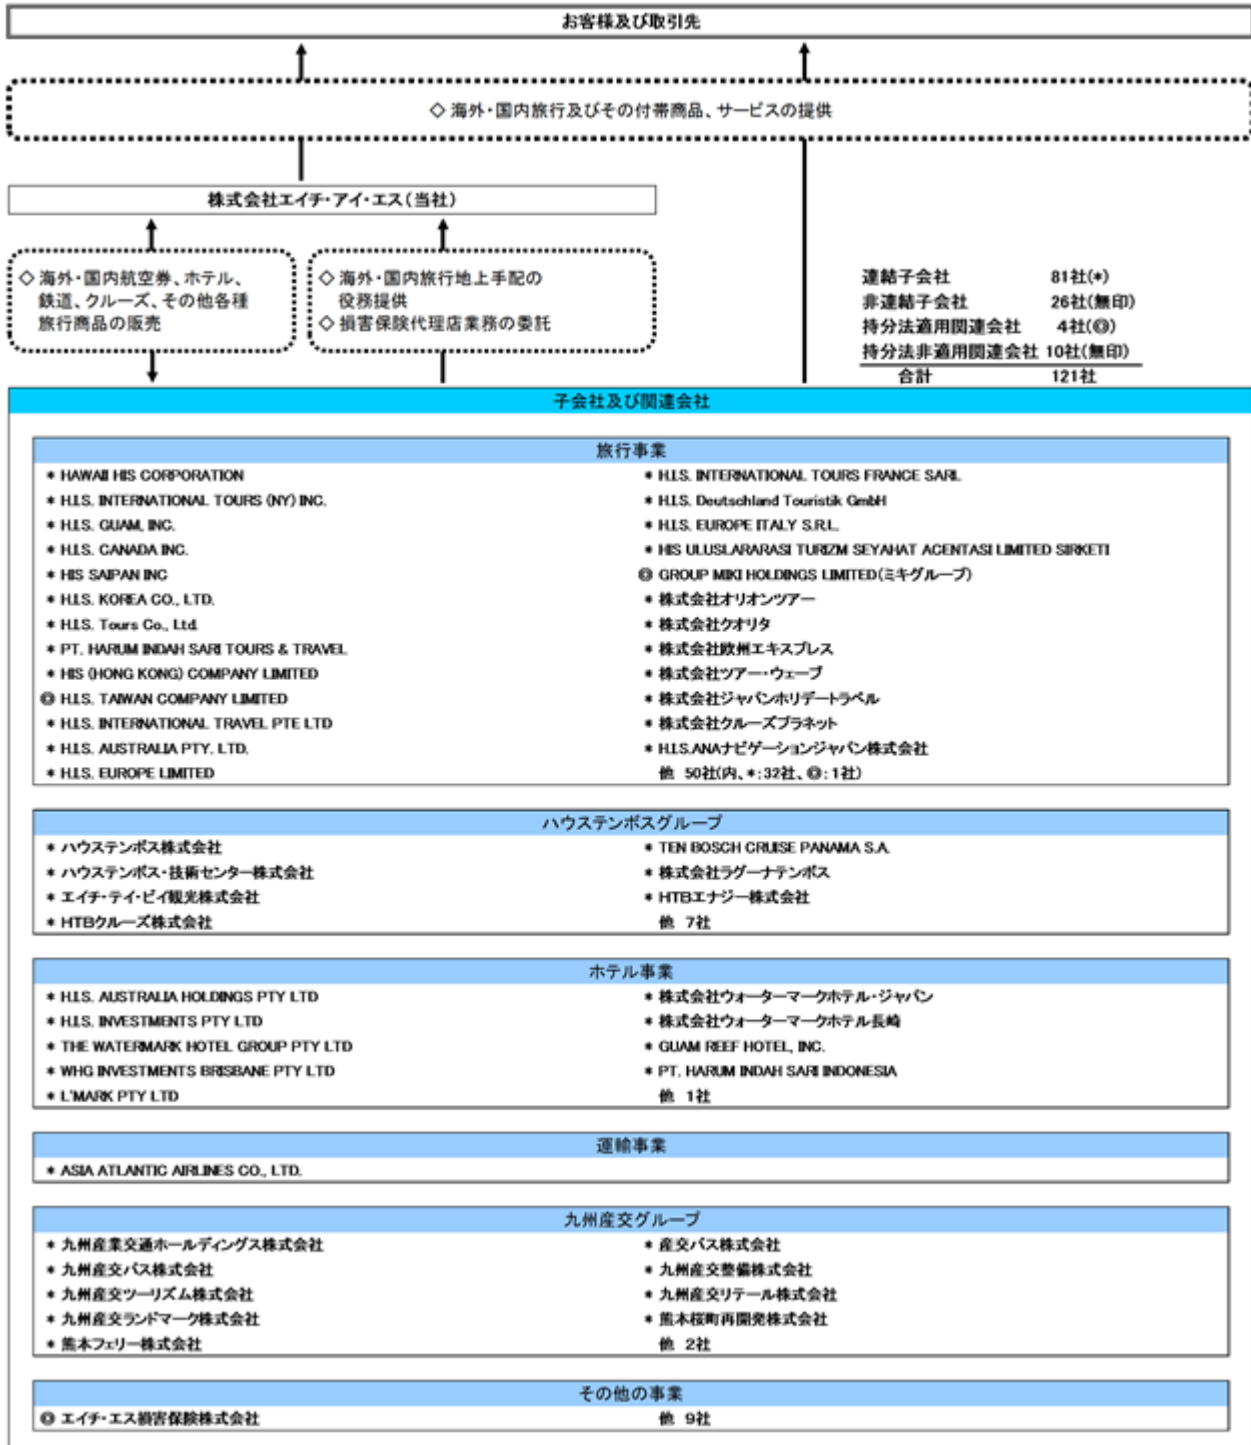 お客様及び取引先
◇ 海外・国内旅行及びその付帯商品、サービスの提供
株式会社エイチ・アイ・エス(当社)
◇ 海外・国内航空券、ホテル、
鉄道、クルーズ、その他各種
旅行商品の販売
◇ 海外・国内旅行地上手配の
役務提供
◇ 損害保険代理店業務の委託
連結子会社 81社(*)
非連結子会社 26社(無印)
持分法適用関連会社 4社(◎)
持分法非適用関連会社 10社(無印)
合計 121社
子会社及び関連会社
旅行事業
* HAWAII HIS CORPORATION
* H.I.S. INTERNATIONAL TOURS (NY) INC.
* H.I.S. GUAM, INC.
* H.I.S. CANADA INC.
* HIS SAIPAN INC
* H.I.S. KOREA CO., LTD.
* H.I.S. Tours Co., Ltd.
* PT. HARUM INDAH SARI TOURS & TRAVEL
* HIS (HONG KONG) COMPANY LIMITED
◎ H.I.S. TAIWAN COMPANY LIMITED
* H.I.S. INTERNATIONAL TRAVEL PTE LTD
* H.I.S. AUSTRALIA PTY. LTD.
* H.I.S. EUROPE LIMITED
* H.I.S. INTERNATIONAL TOURS FRANCE SARL
* H.I.S. Deutschland Touristik GmbH
* H.I.S. EUROPE ITALY S.R.L.
* HIS ULUSLARARASI TURIZM SEYAHAT ACENTASI LIMITED SIRKETI
◎ GROUP MIKI HOLDINGS LIMITED(ミキグループ)
* 株式会社オリオンツアー
* 株式会社クオリタ
* 株式会社欧州エキスプレス
* 株式会社ツアー・ウェーブ
* 株式会社ジャパンホリデートラベル
* 株式会社クルーズプラネット
* H.I.S.ANAナビゲーションジャパン株式会社
他 50社(内、*:32社、◎:1社)
ハウステンボスグループ
* ハウステンボス株式会社
* ハウステンボス・技術センター株式会社
* エイチ・テイ・ビイ観光株式会社
* HTBクルーズ株式会社
* TEN BOSCH CRUISE PANAMA S.A.
* 株式会社ラグーナテンボス
* HTBエナジー株式会社
他 7社
ホテル事業
* H.I.S. AUSTRALIA HOLDINGS PTY LTD
* H.I.S. INVESTMENTS PTY LTD
* THE WATERMARK HOTEL GROUP PTY LTD
* WHG INVESTMENTS BRISBANE PTY LTD
* L'MARK PTY LTD
* 株式会社ウォーターマークホテル・ジャパン
* 株式会社ウォーターマークホテル長崎
* GUAM REEF HOTEL, INC.
* PT. HARUM INDAH SARI INDONESIA
他 1社
運輸事業
* ASIA ATLANTIC AIRLINES CO., LTD.
九州産交グループ
* 九州産業交通ホールディングス株式会社
* 九州産交バス株式会社
* 九州産交ツーリズム株式会社
* 九州産交ランドマーク株式会社
* 熊本フェリー株式会社
* 産交バス株式会社
* 九州産交整備株式会社
* 九州産交リテール株式会社
* 熊本桜町再開発株式会社
他 2社
その他の事業
◎ エイチ・エス損害保険株式会社
他 9社